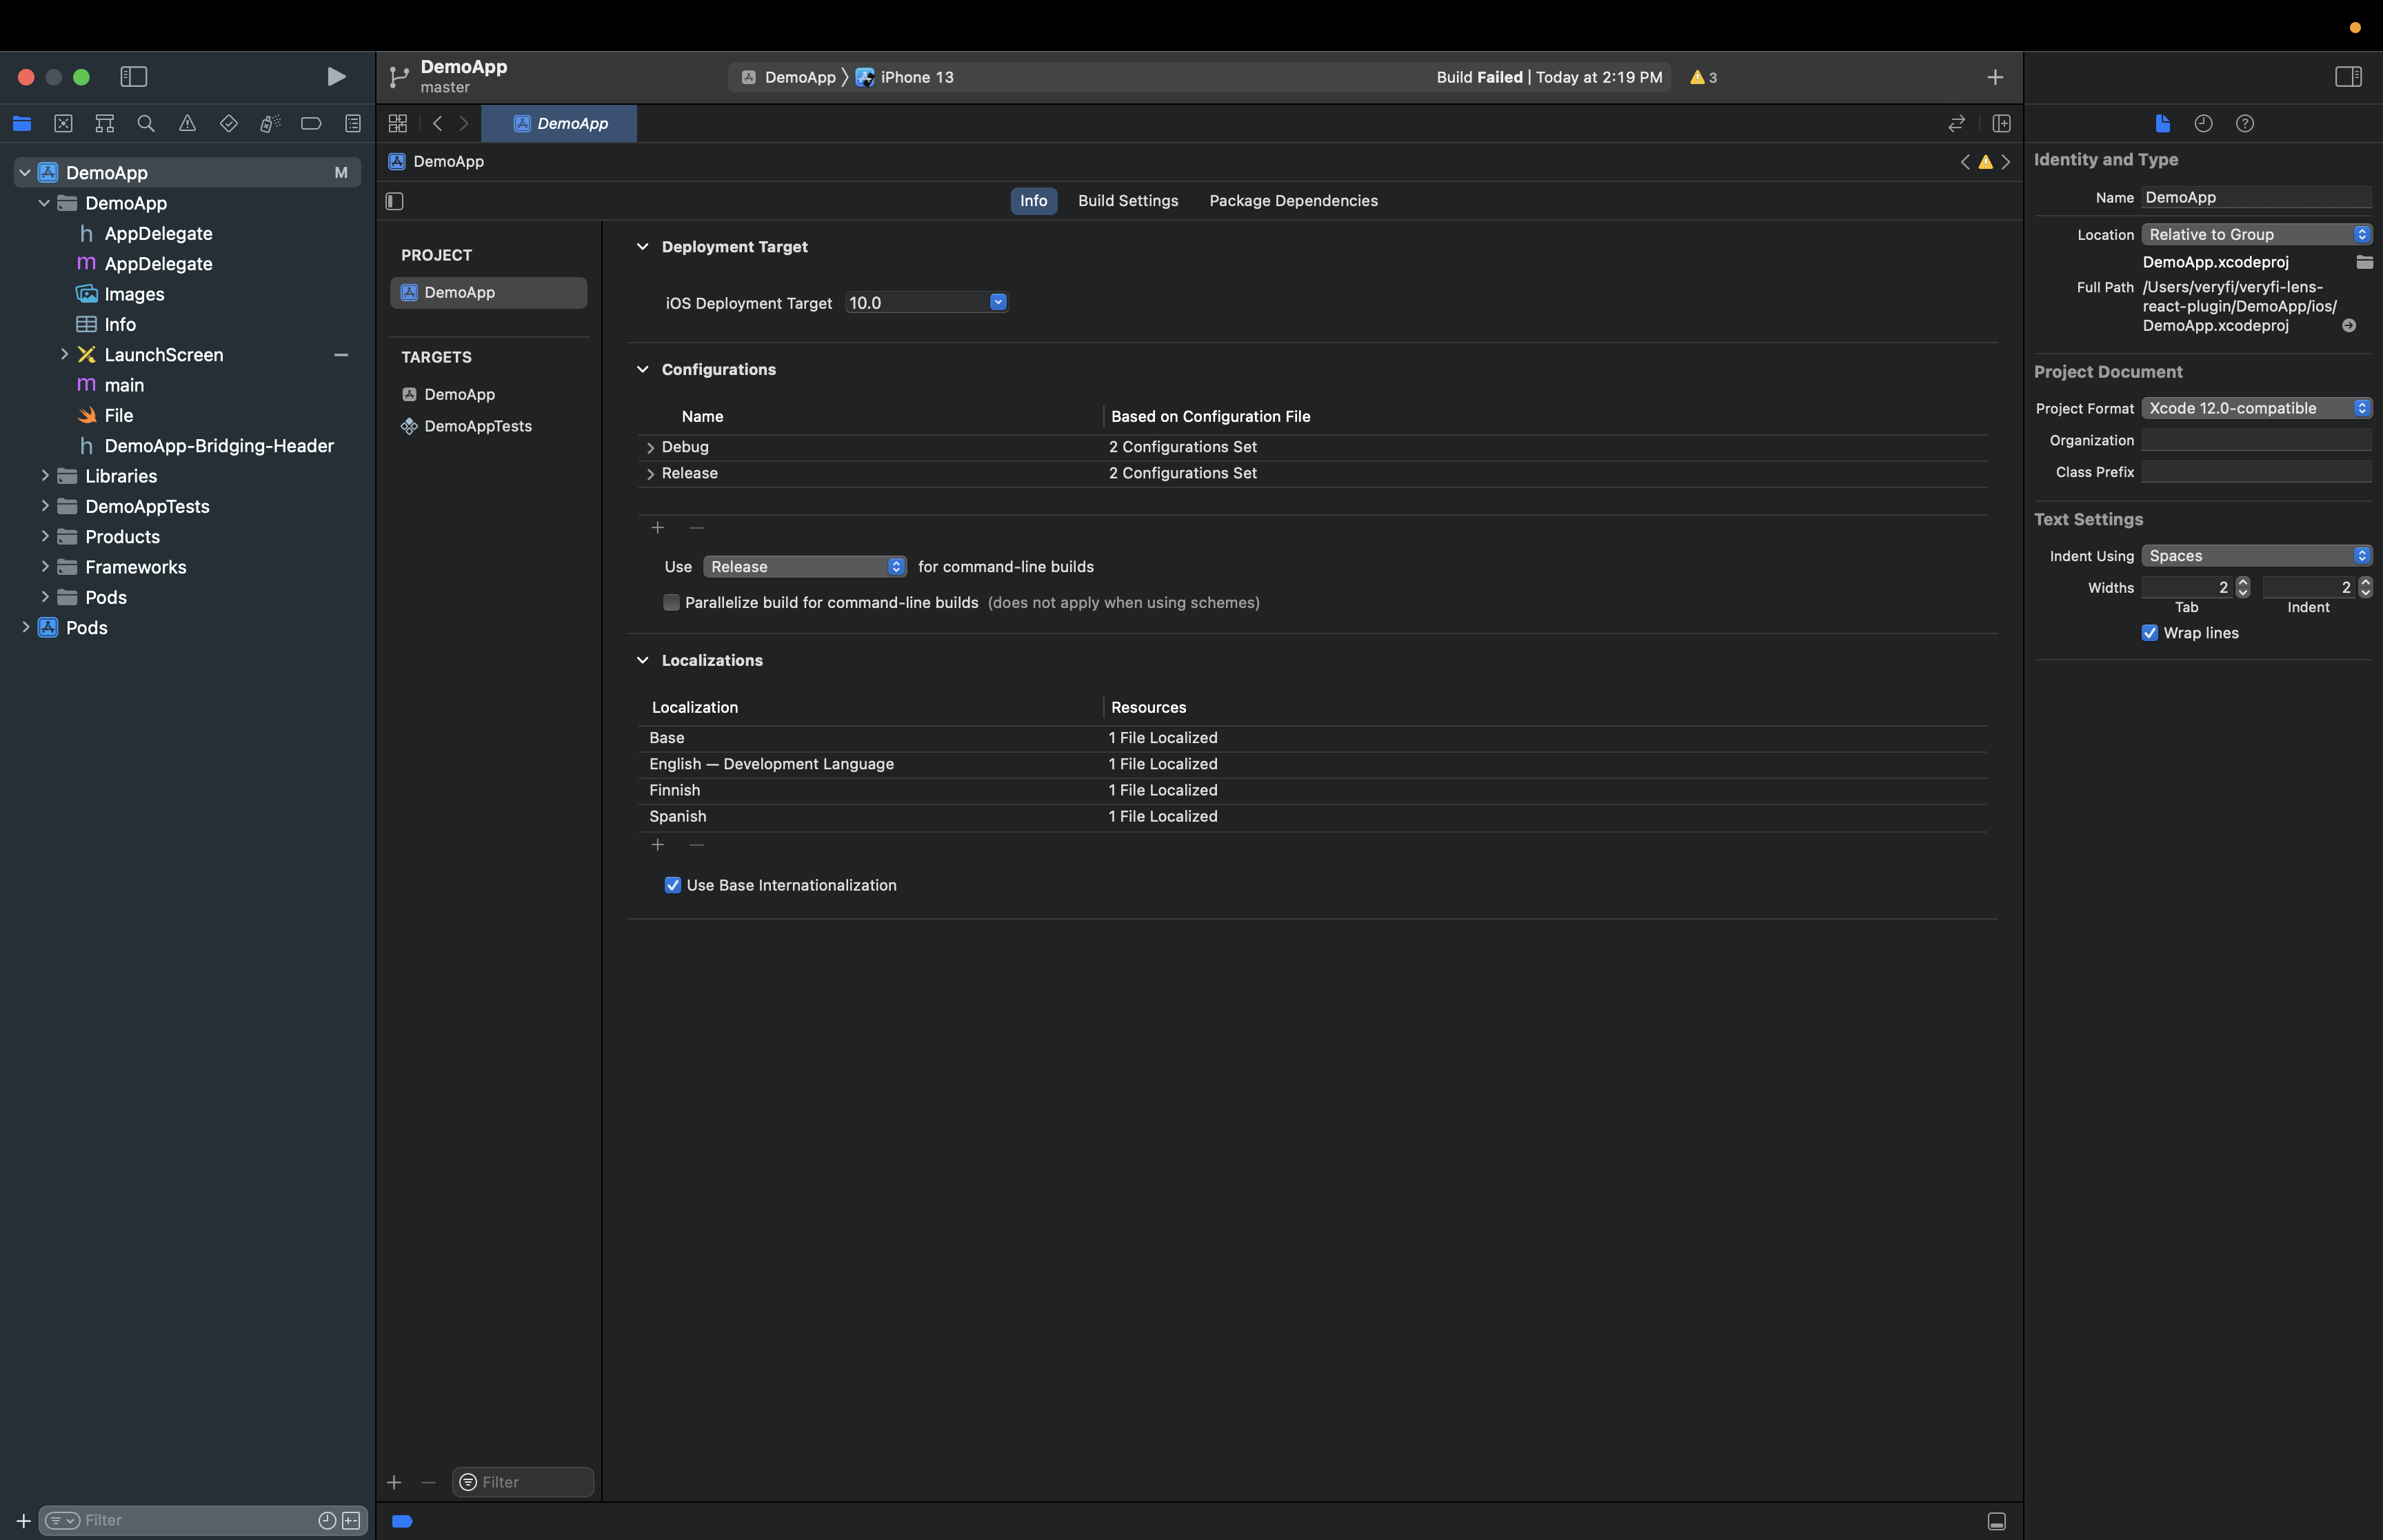 DemoApp
master
DemoApp
iPhone 13
Build Failed | Today at 2:19 PM
3
DemoApp
M
DemoApp
h AppDelegate
m AppDelegate
Images
Info
LaunchScreen
m main
File
h DemoApp-Bridging-Header
Libraries
DemoAppTests
Products
Frameworks
Pods
Pods
Filter
DemoApp
DemoApp
Info
Build Settings
Package Dependencies
PROJECT
DemoApp
TARGETS
DemoApp
DemoAppTests
Filter
Deployment Target
iOS Deployment Target 10.0
Configurations
Name Based on Configuration File
Debug 2 Configurations Set
Release 2 Configurations Set
Use Release for command-line builds
Parallelize build for command-line builds (does not apply when using schemes)
Localizations
Localization Resources
Base 1 File Localized
English — Development Language 1 File Localized
Finnish 1 File Localized
Spanish 1 File Localized
Use Base Internationalization
Identity and Type
Name DemoApp
Location Relative to Group
DemoApp.xcodeproj
Full Path /Users/veryfi/veryfi-lens-
react-plugin/DemoApp/ios/
DemoApp.xcodeproj
Project Document
Project Format Xcode 12.0-compatible
Organization
Class Prefix
Text Settings
Indent Using Spaces
Widths 2 2
Tab Indent
Wrap lines